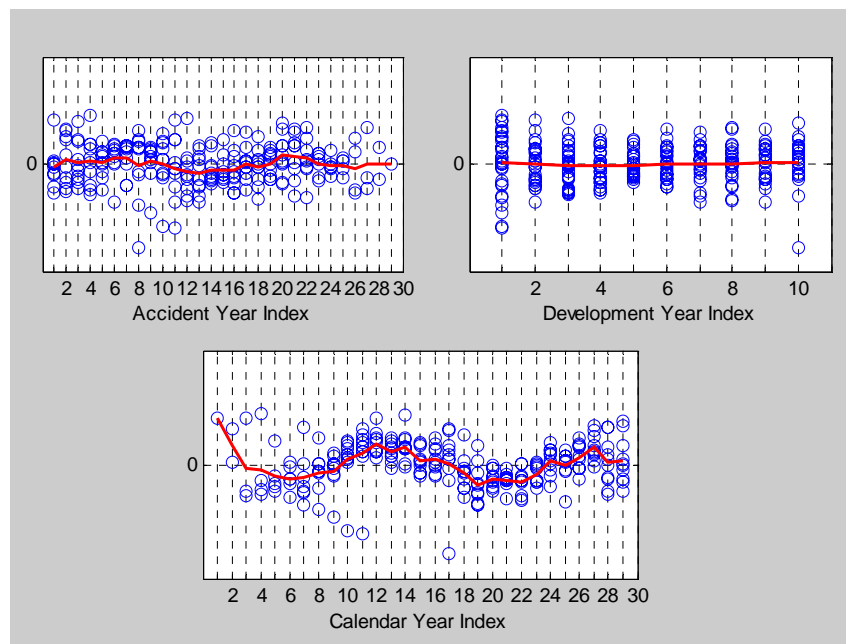 0
2 4 6 8 10 12 14 16 18 20 22 24 26 28 30
Accident Year Index
0
2 4 6 8 10
Development Year Index
0
2 4 6 8 10 12 14 16 18 20 22 24 26 28 30
Calendar Year Index